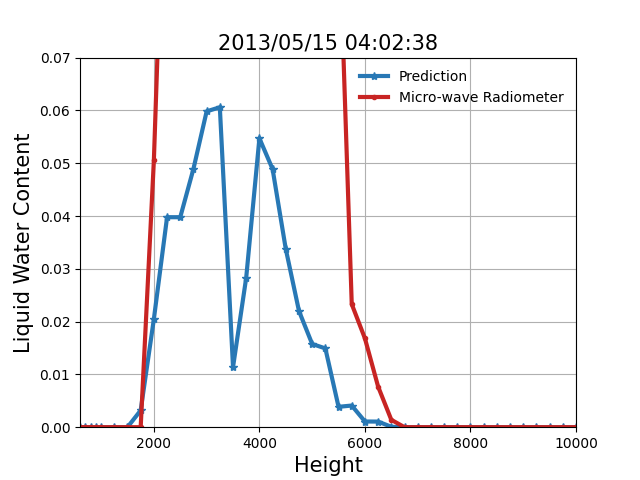 2013/05/15 04:02:38
Prediction
Micro-wave Radiometer
Liquid Water Content
0.07
0.06
0.05
0.04
0.03
0.02
0.01
0.00
2000 4000 6000 8000 10000
Height